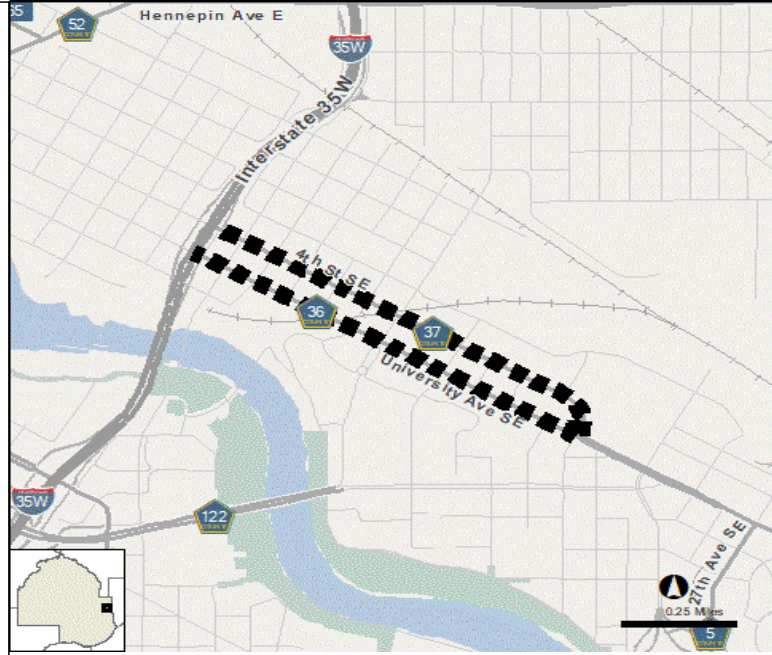 52
Hennepin Ave E
35W
Interstate 35W
4th St SE
36
37
University Ave SE
35W
122
27th Ave SE
0.25 Miles
5